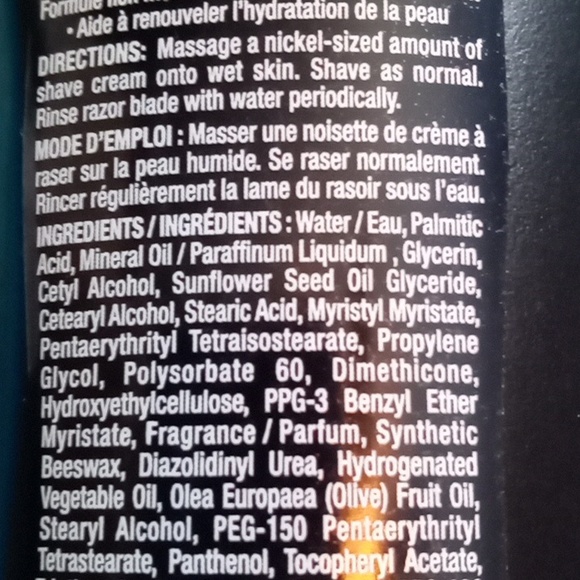 Formule
• Aide à renouveler l'hydratation de la peau
DIRECTIONS: Massage a nickel-sized amount of
shave cream onto wet skin. Shave as normal.
Rinse razor blade with water periodically.
MODE D'EMPLOI : Masser une noisette de crème à
raser sur la peau humide. Se raser normalement.
Rincer régulièrement la lame du rasoir sous l'eau.
INGREDIENTS / INGRÉDIENTS : Water / Eau, Palmitic
Acid, Mineral Oil / Paraffinum Liquidum , Glycerin,
Cetyl Alcohol, Sunflower Seed Oil Glyceride,
Cetearyl Alcohol, Stearic Acid, Myristyl Myristate,
Pentaerythrityl Tetraisostearate, Propylene
Glycol, Polysorbate 60, Dimethicone,
Hydroxyethylcellulose, PPG-3 Benzyl Ether
Myristate, Fragrance / Parfum, Synthetic
Beeswax, Diazolidinyl Urea, Hydrogenated
Vegetable Oil, Olea Europaea (Olive) Fruit Oil,
Stearyl Alcohol, PEG-150 Pentaerythrityl
Tetrastearate, Panthenol, Tocopheryl Acetate,